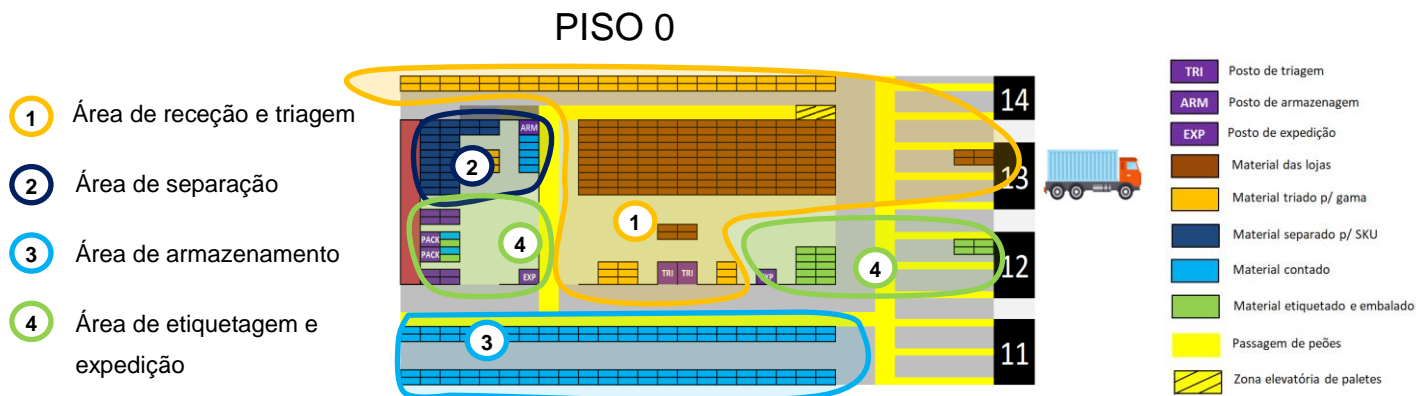 PISO 0
1 Área de receção e triagem
2 Área de separação
3 Área de armazenamento
4 Área de etiquetagem e
expedição
ARM
2
4
PACK
PACK
EXP
1
TRI TRI
EXP
4
3
14
13
12
11
TRI Posto de triagem
ARM Posto de armazenagem
EXP Posto de expedição
Material das lojas
Material triado p/ gama
Material separado p/ SKU
Material contado
Material etiquetado e embalado
Passagem de peões
Zona elevatória de paletes